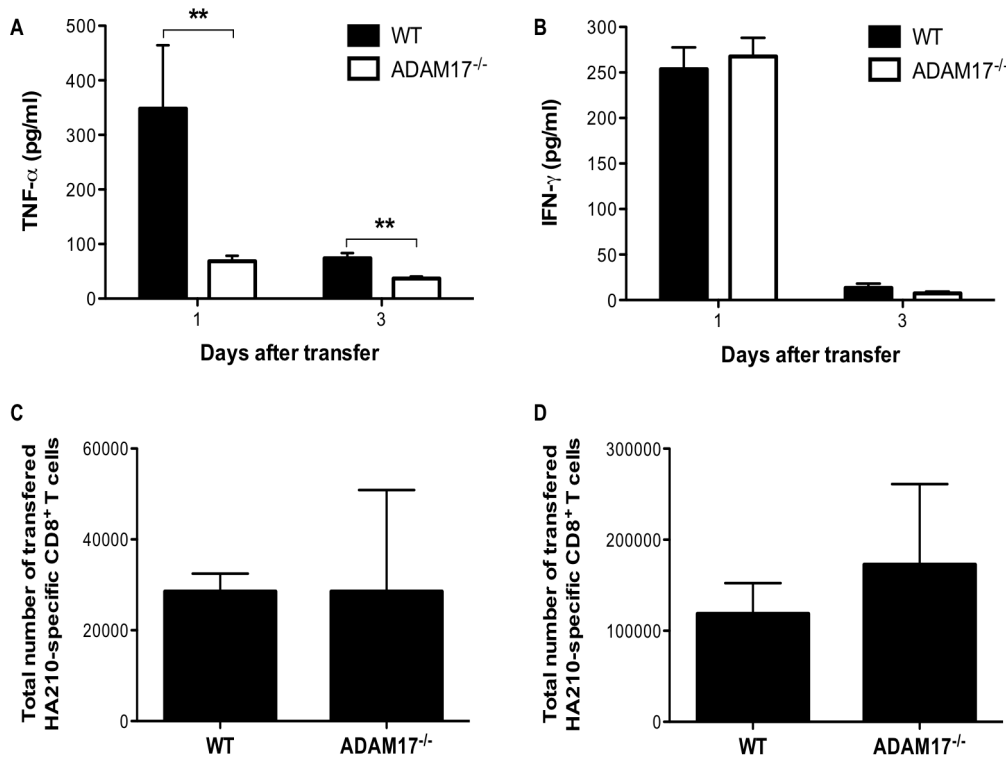 A
**
WT
ADAM17-/-
500
400
300
200
100
0
TNF-α (pg/ml)
**
1
3
Days after transfer
B
WT
ADAM17-/-
300
250
200
150
100
50
0
IFN-γ (pg/ml)
1
3
Days after transfer
C
Total number of transfered
HA210-specific CD8+ T cells
60000
40000
20000
0
WT
ADAM17-/-
D
Total number of transfered
HA210-specific CD8+ T cells
300000
200000
100000
0
WT
ADAM17-/-